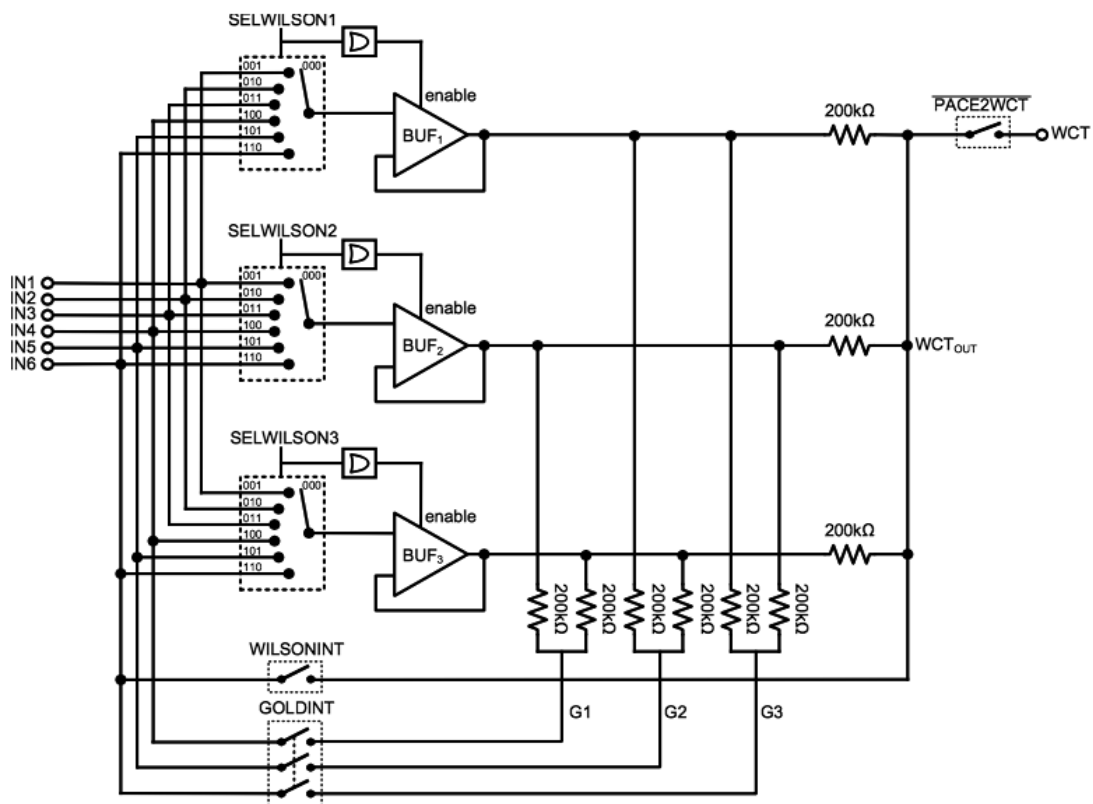 SELWILSON1
001
000
010
011
100
101
110
enable
BUF1
200kΩ
PACE2WCT
WCT
SELWILSON2
IN1
IN2
IN3
IN4
IN5
IN6
001
000
010
011
100
101
110
enable
BUF2
200kΩ
WCTOUT
SELWILSON3
001
000
010
011
100
101
110
enable
BUF3
200kΩ
200kΩ
200kΩ
200kΩ
200kΩ
200kΩ
200kΩ
WILSONINT
GOLDINT
G1
G2
G3